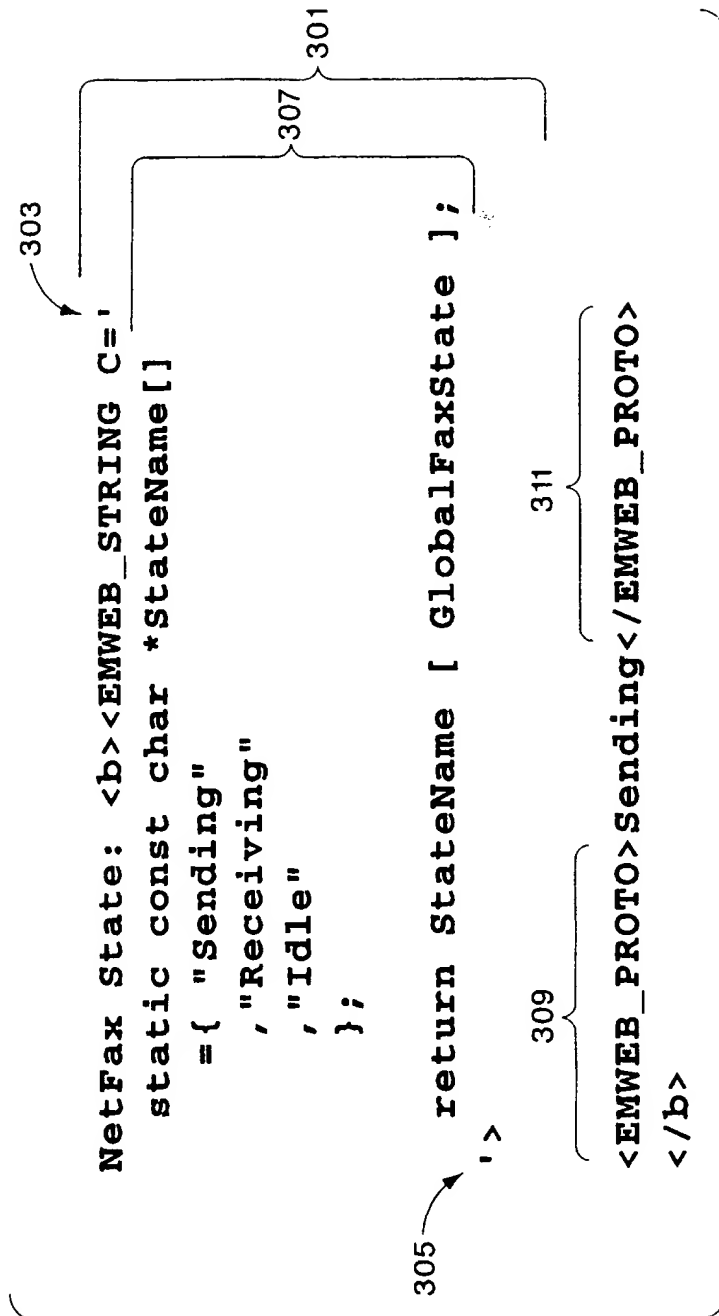 303
301
307
NetFax State: <b><EMWEB_STRING C='
static const char *StateName[]
={ "Sending"
,"Receiving"
,"Idle"
};
return StateName [ GlobalFaxState ];
'>
305
309
311
<EMWEB_PROTO>Sending</EMWEB_PROTO>
</b>